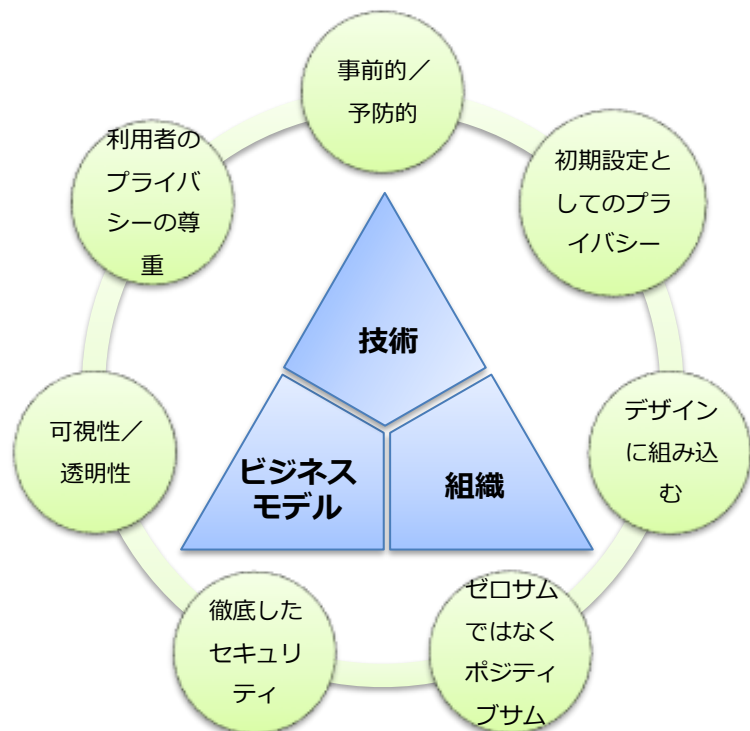 事前的／
予防的
初期設定と
してのプラ
イバシー
デザイン
に組み込
む
ゼロサム
ではなく
ポジティ
ブサム
徹底した
セキュリ
ティ
可視性／
透明性
利用者の
プライバ
シーの尊
重
技術
ビジネス
モデル
組織